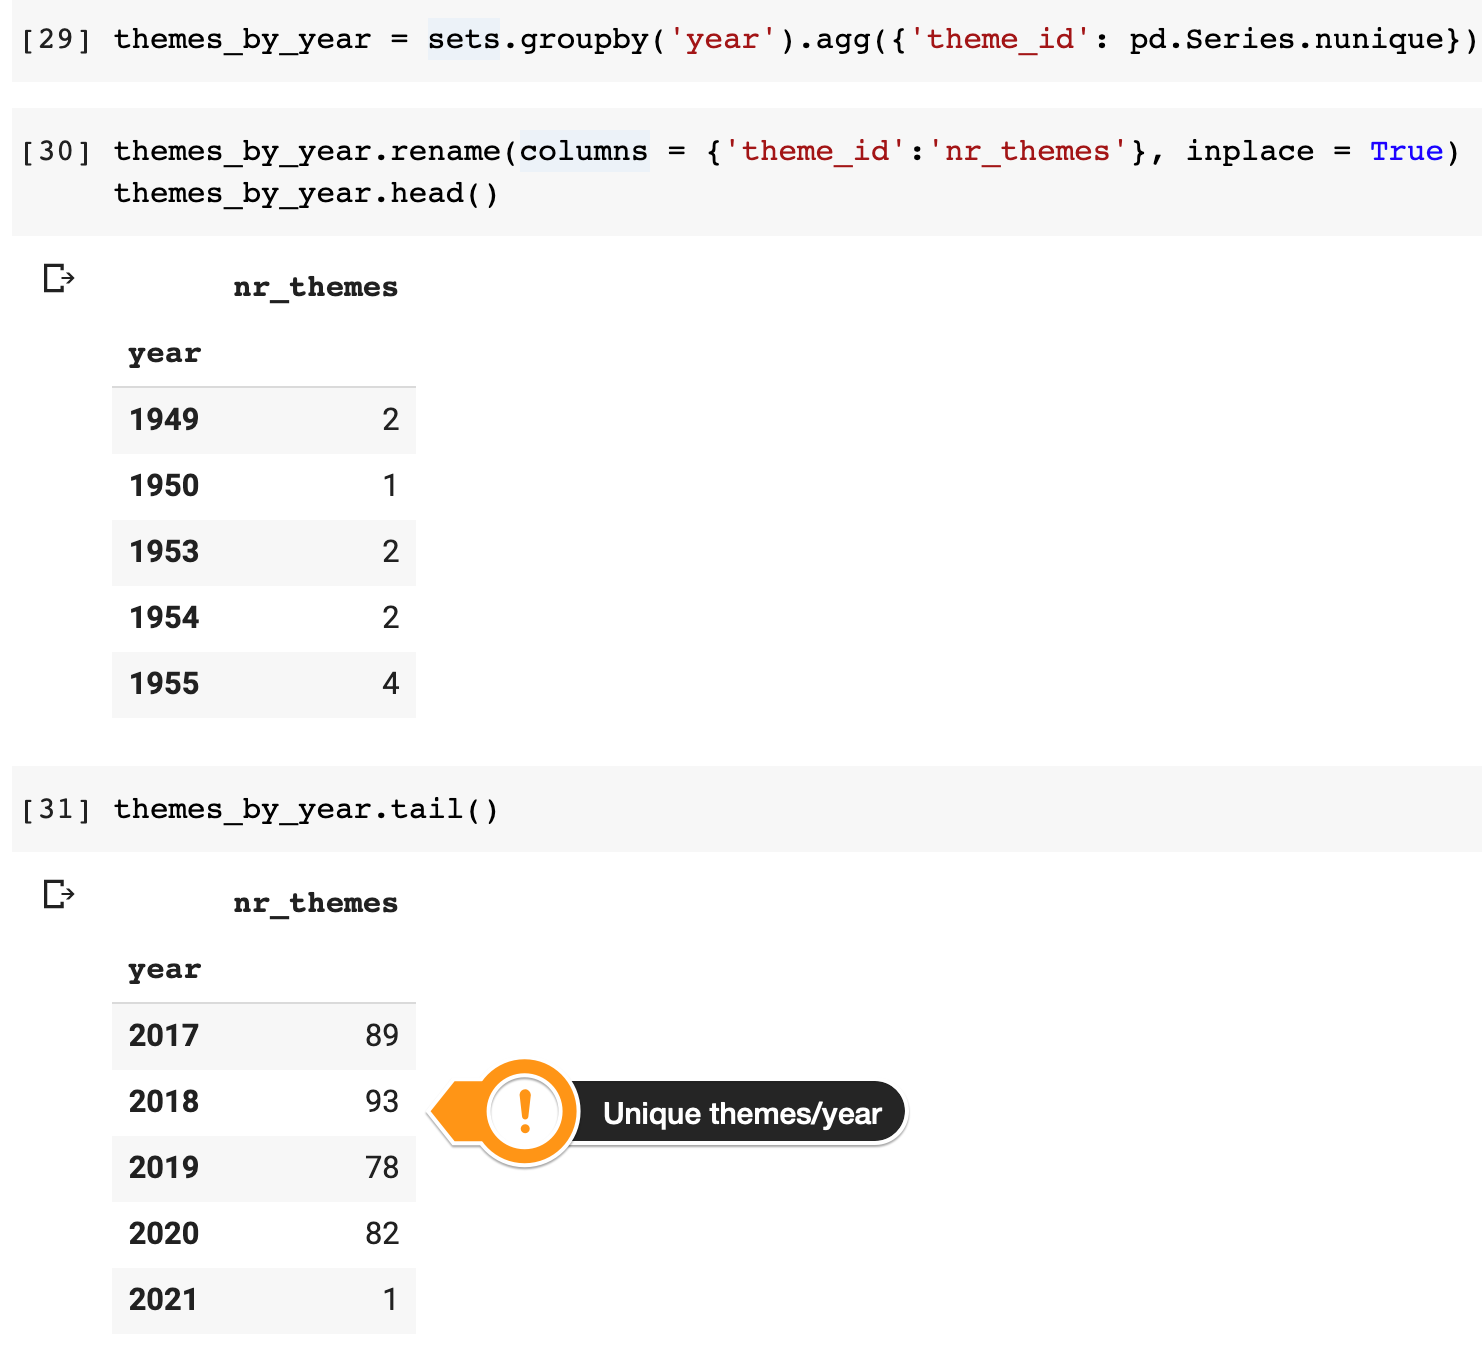 [29] themes_by_year = sets.groupby('year').agg({'theme_id': pd.Series.nunique})
[30] themes_by_year.rename(columns = {'theme_id':'nr_themes'}, inplace = True)
themes_by_year.head()
nr_themes
year
1949 2
1950 1
1953 2
1954 2
1955 4
[31] themes_by_year.tail()
nr_themes
year
2017 89
2018 93
! Unique themes/year
2019 78
2020 82
2021 1